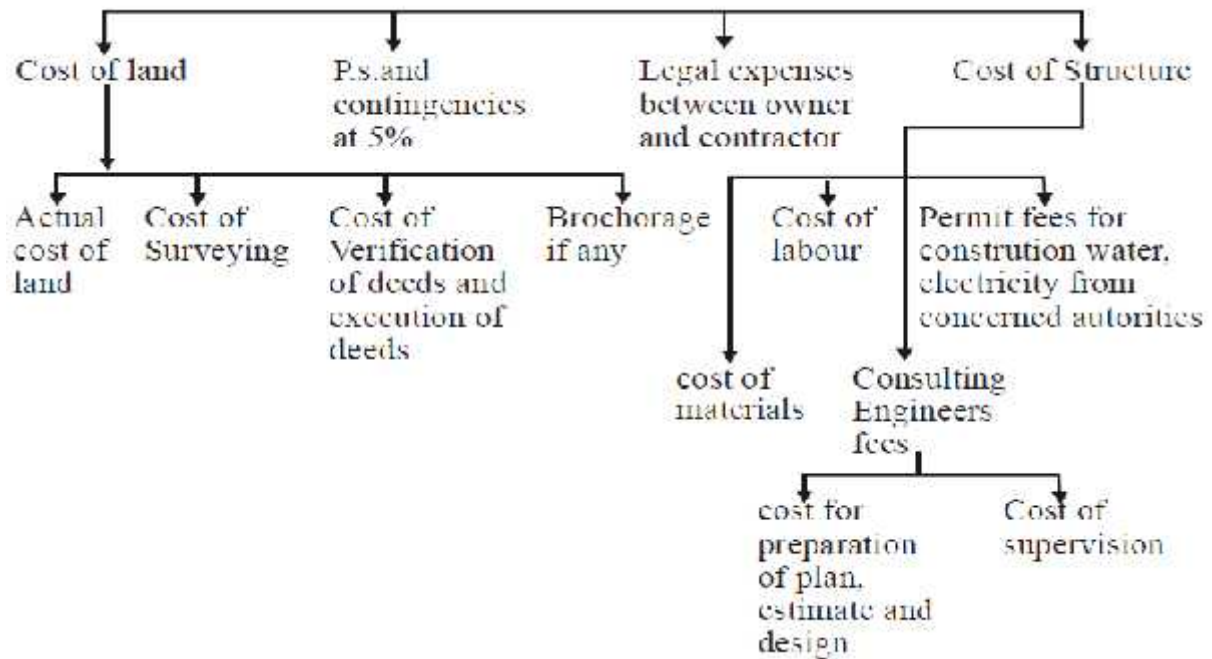 Cost of land
P.s.and
contingencies
at 5%
Legal expenses
between owner
and contractor
Cost of Structure
Actual
cost of
land
Cost of
Surveying
Cost of
Verification
of deeds and
execution of
deeds
Brochorage
if any
Cost of
labour
Permit fees for
constrution water,
electricity from
concerned autorities
cost of
materials
Consulting
Engineers
fees
cost for
preparation
of plan,
estimate and
design
Cost of
supervision